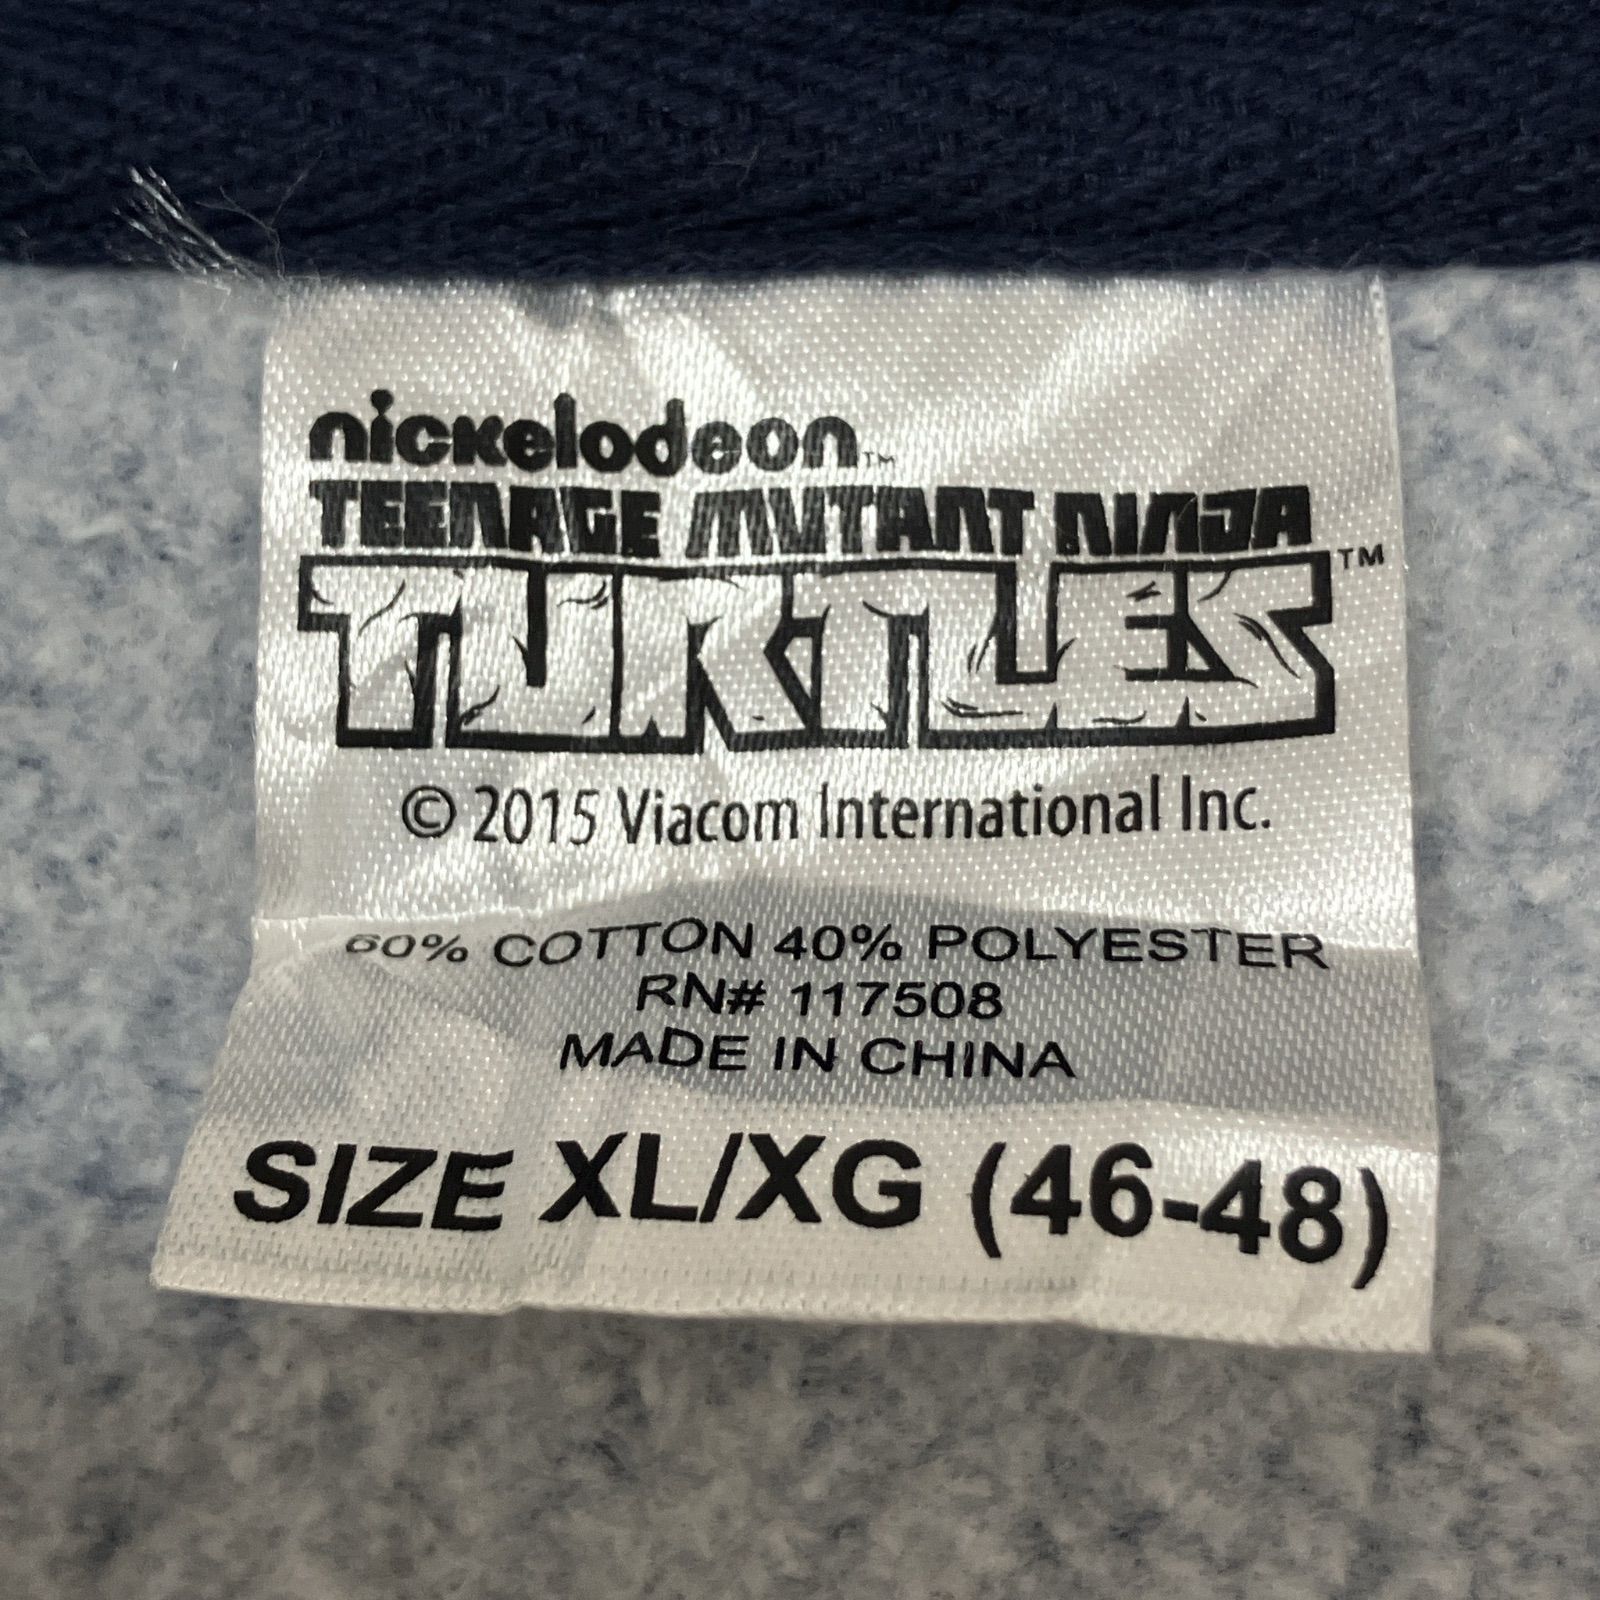 nickelodeon™
TEENAGE MUTANT NINJA
TURTLES™
© 2015 Viacom International Inc.
60% COTTON 40% POLYESTER
RN# 117508
MADE IN CHINA
SIZE XL/XG (46-48)